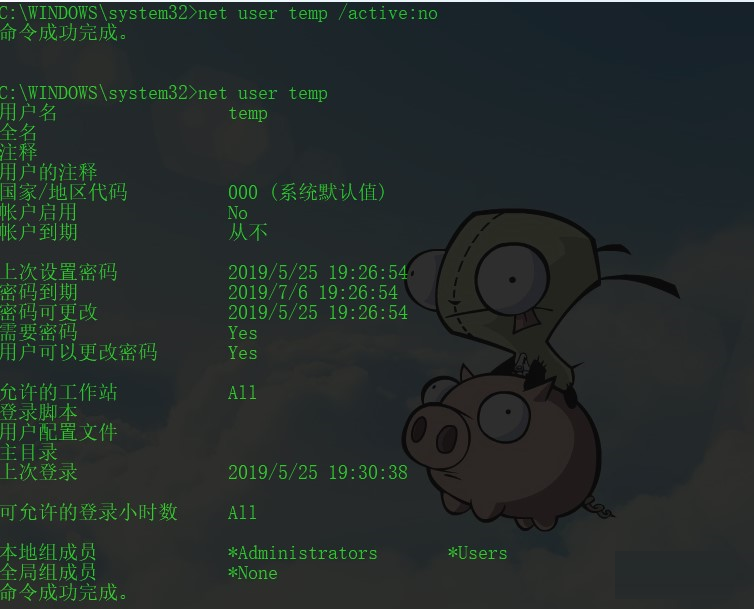 C:\WINDOWS\system32>net user temp /active:no
命令成功完成。
C:\WINDOWS\system32>net user temp
用户名 temp
全名
注释
用户的注释
国家/地区代码 000 (系统默认值)
帐户启用 No
帐户到期 从不
上次设置密码 2019/5/25 19:26:54
密码到期 2019/7/6 19:26:54
密码可更改 2019/5/25 19:26:54
需要密码 Yes
用户可以更改密码 Yes
允许的工作站 All
登录脚本
用户配置文件
主目录
上次登录 2019/5/25 19:30:38
可允许的登录小时数 All
本地组成员 *Administrators *Users
全局组成员 *None
命令成功完成。